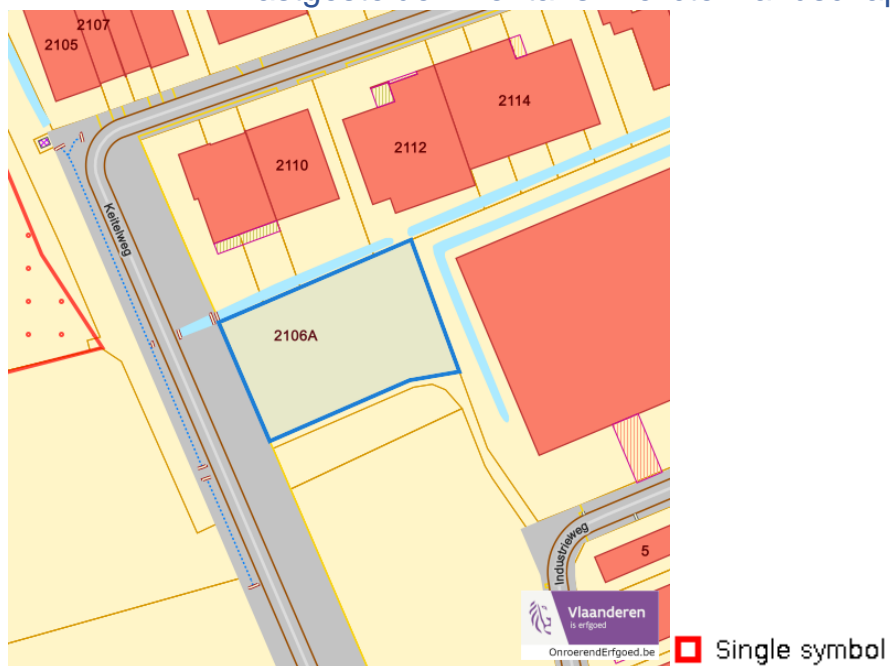 2107
2105
2114
2112
2110
Keitelweg
2106A
Industrieweg
5
Vlaanderen
is erfgoed
OnroerendErfgoed.be
Single symbol